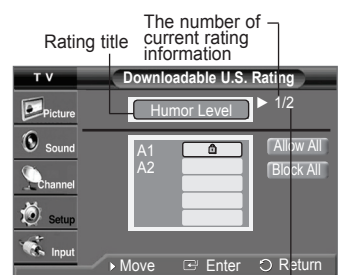 The number of
current rating
information
Rating title
T V
Downloadable U.S. Rating
Picture
Humor Level ▶ 1/2
Sound
A1
Allow All
A2
Block All
Channel
Setup
Input
Move Enter Return